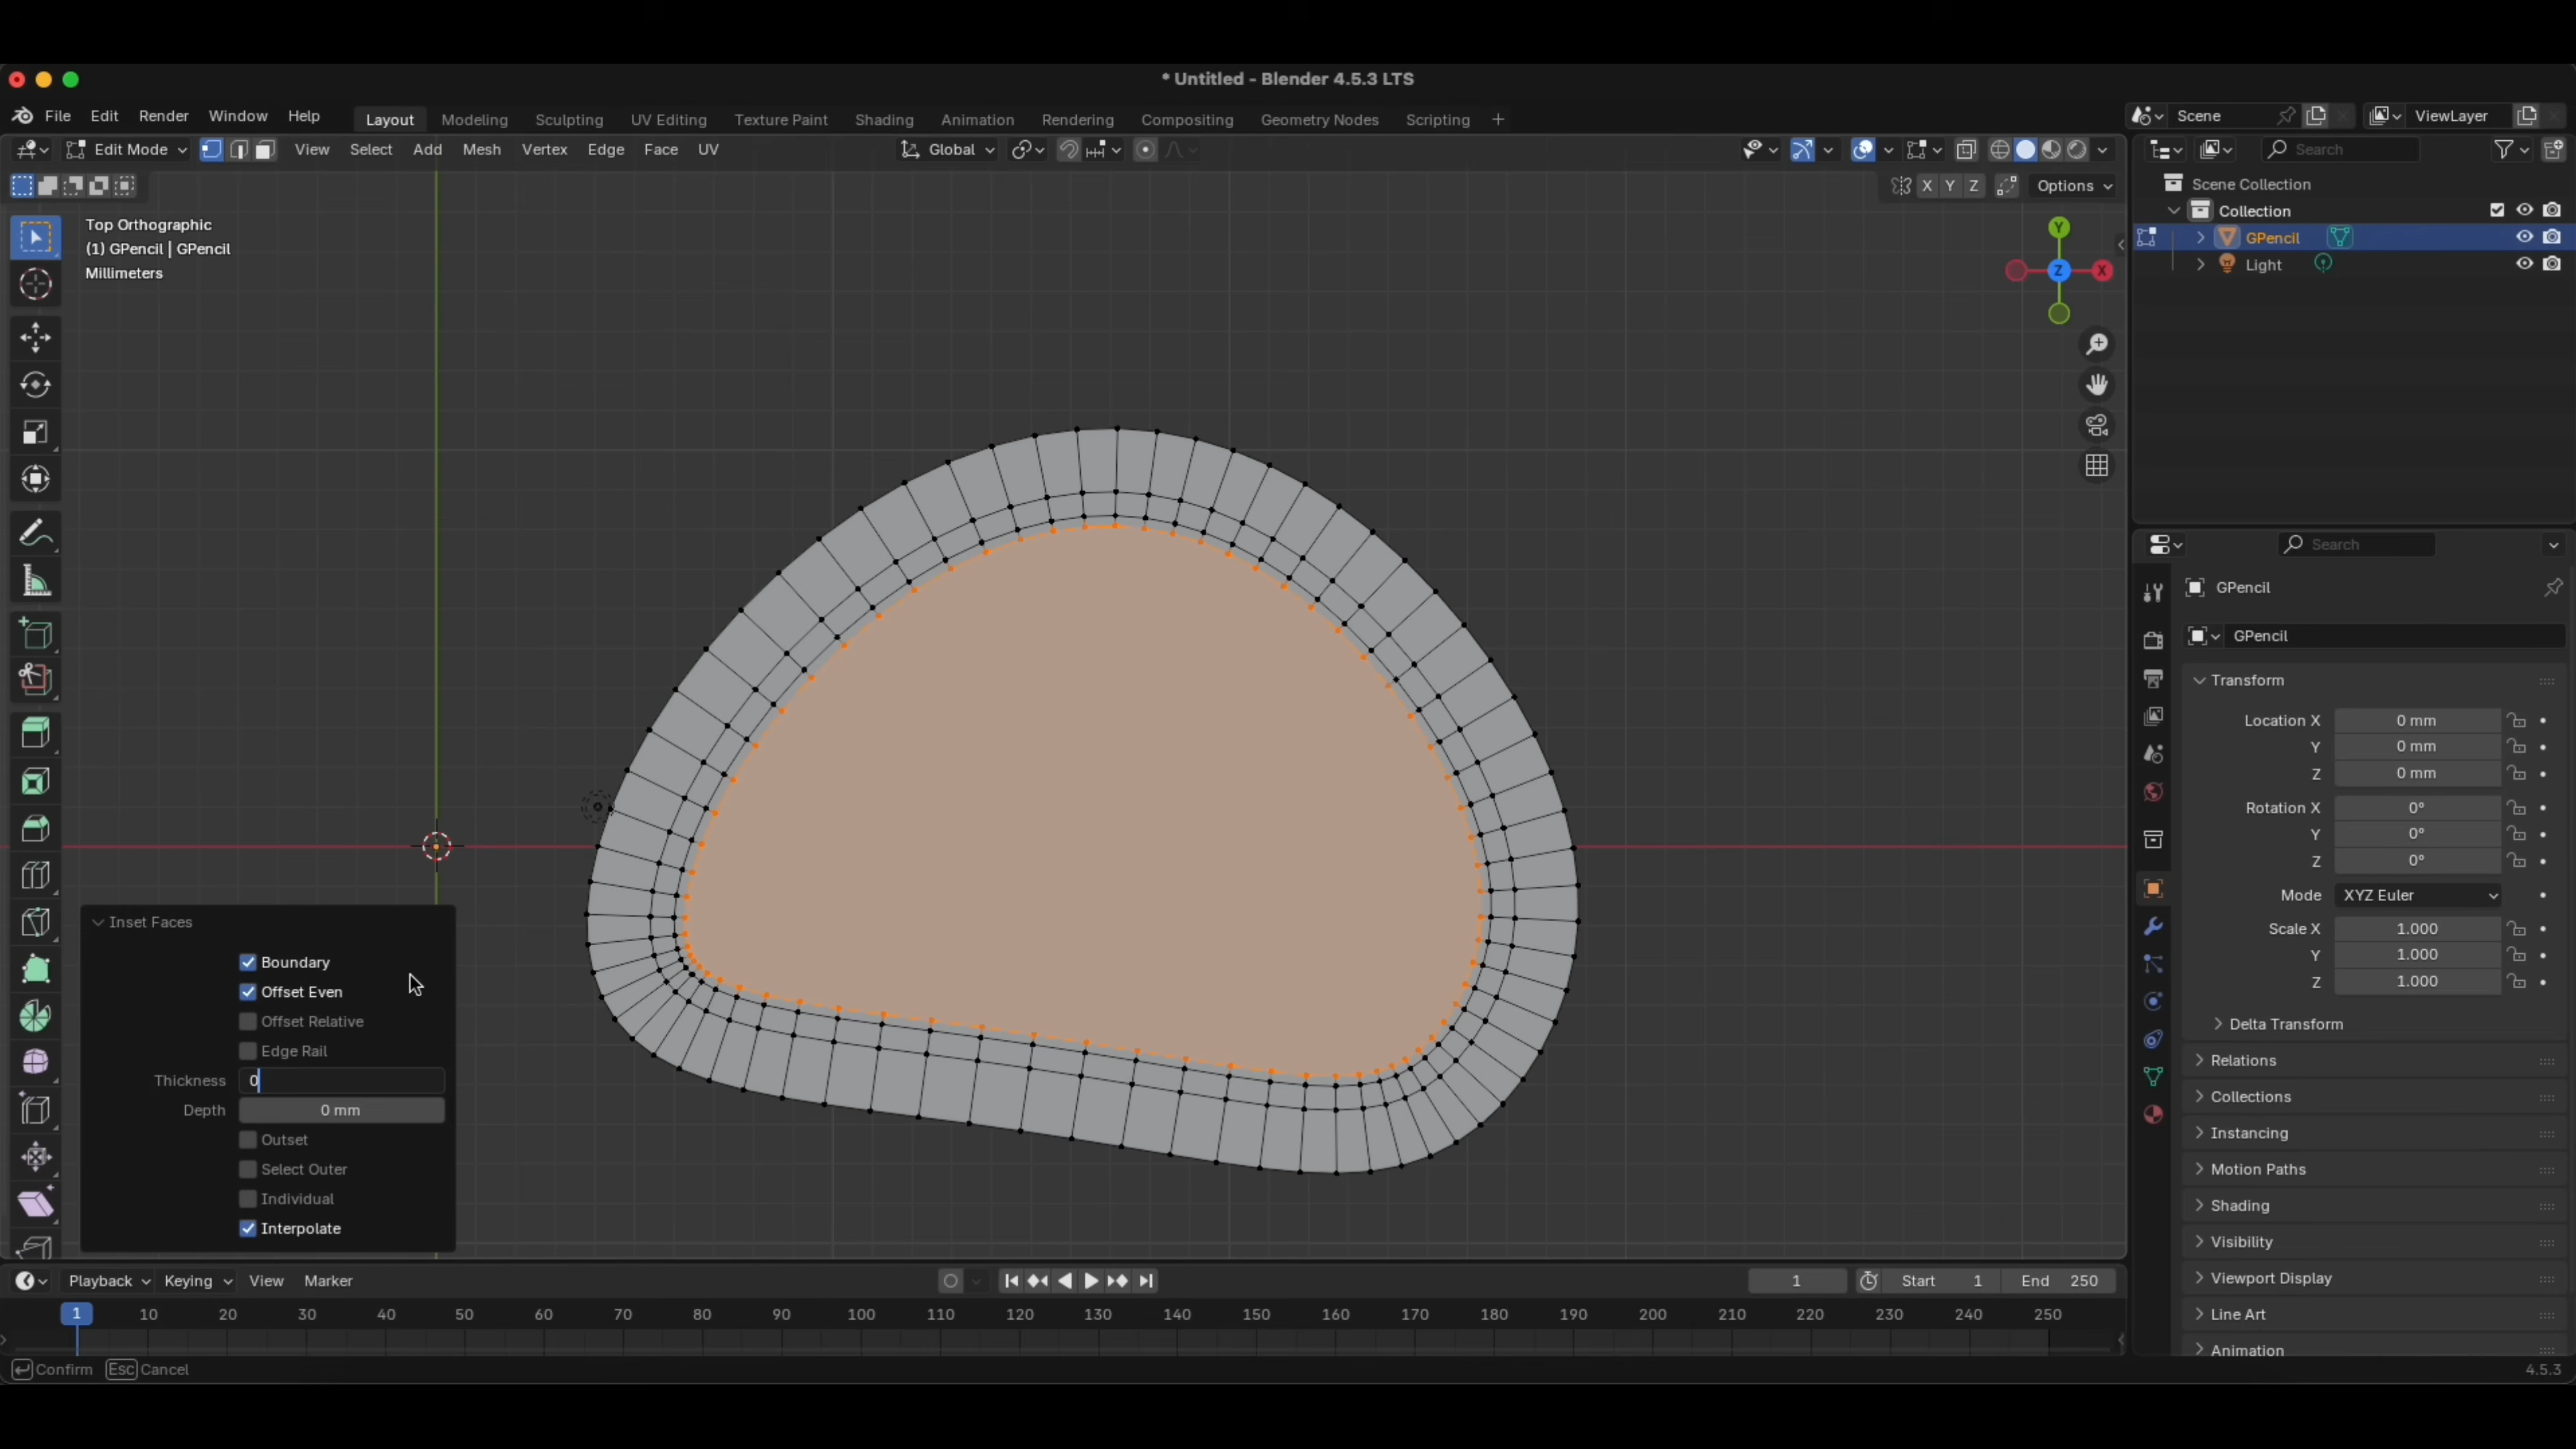 * Untitled - Blender 4.5.3 LTS
File Edit Render Window Help Layout Modeling Sculpting UV Editing Texture Paint Shading Animation Rendering Compositing Geometry Nodes Scripting + Scene ViewLayer
Edit Mode View Select Add Mesh Vertex Edge Face UV Global Search
X Y Z Options
Top Orthographic
(1) GPencil | GPencil
Millimeters
Y
Z X
Scene Collection
Collection
GPencil
Light
Search
GPencil
GPencil
Transform
Location X 0 mm
Y 0 mm
Z 0 mm
Rotation X 0°
Y 0°
Z 0°
Mode XYZ Euler
Scale X 1.000
Y 1.000
Z 1.000
Delta Transform
Relations
Collections
Instancing
Motion Paths
Shading
Visibility
Viewport Display
Line Art
Animation
Inset Faces
Boundary
Offset Even
Offset Relative
Edge Rail
Thickness 0
Depth 0 mm
Outset
Select Outer
Individual
Interpolate
Playback Keying View Marker 1 Start 1 End 250
1 10 20 30 40 50 60 70 80 90 100 110 120 130 140 150 160 170 180 190 200 210 220 230 240 250
Confirm Esc Cancel 4.5.3